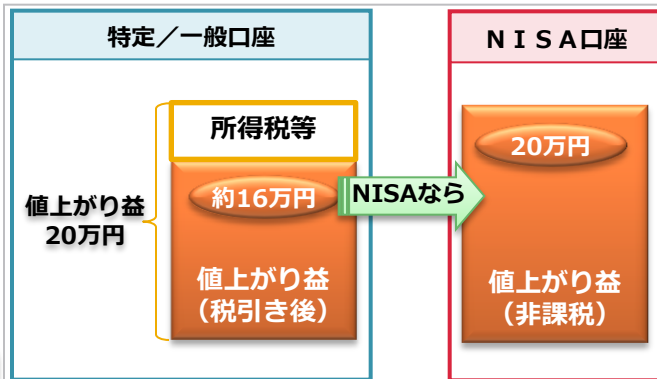 特定／一般口座
ＮＩＳＡ口座
所得税等
20万円
約16万円
NISAなら
値上がり益
20万円
値上がり益
（税引き後）
値上がり益
（非課税）